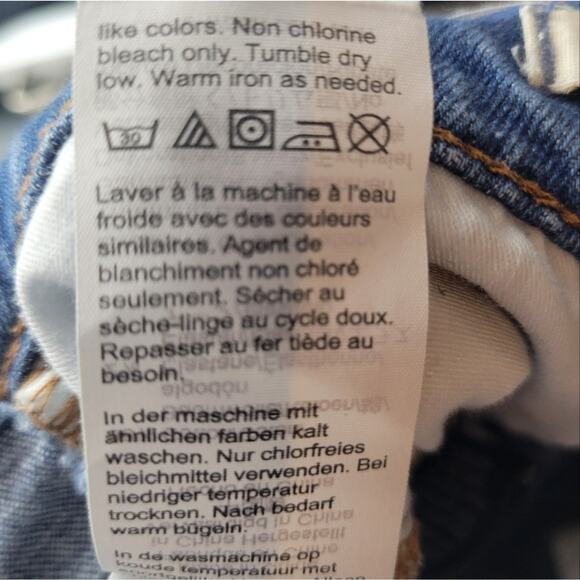 like colors. Non chlorine
bleach only. Tumble dry
low. Warm iron as needed.
30
Laver à la machine à l'eau
froide avec des couleurs
similaires. Agent de
blanchiment non chloré
seulement. Sécher au
sèche-linge au cycle doux.
Repasser au fer tiède au
besoin.
In der maschine mit
ähnlichen farben kalt
waschen. Nur chlorfreies
bleichmittel verwenden. Bei
niedriger temperatur
trocknen. Nach bedarf
warm bügeln.
In de wasmachine op
koude temperatuur met